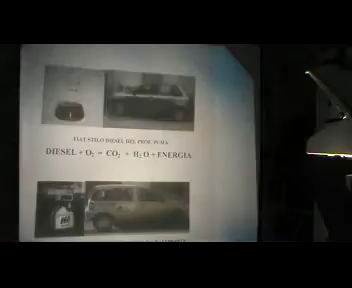 FIAT STILO DIESEL DEL PROF. PUMA
DIESEL + O₂ = CO₂ + H₂O + ENERGIA